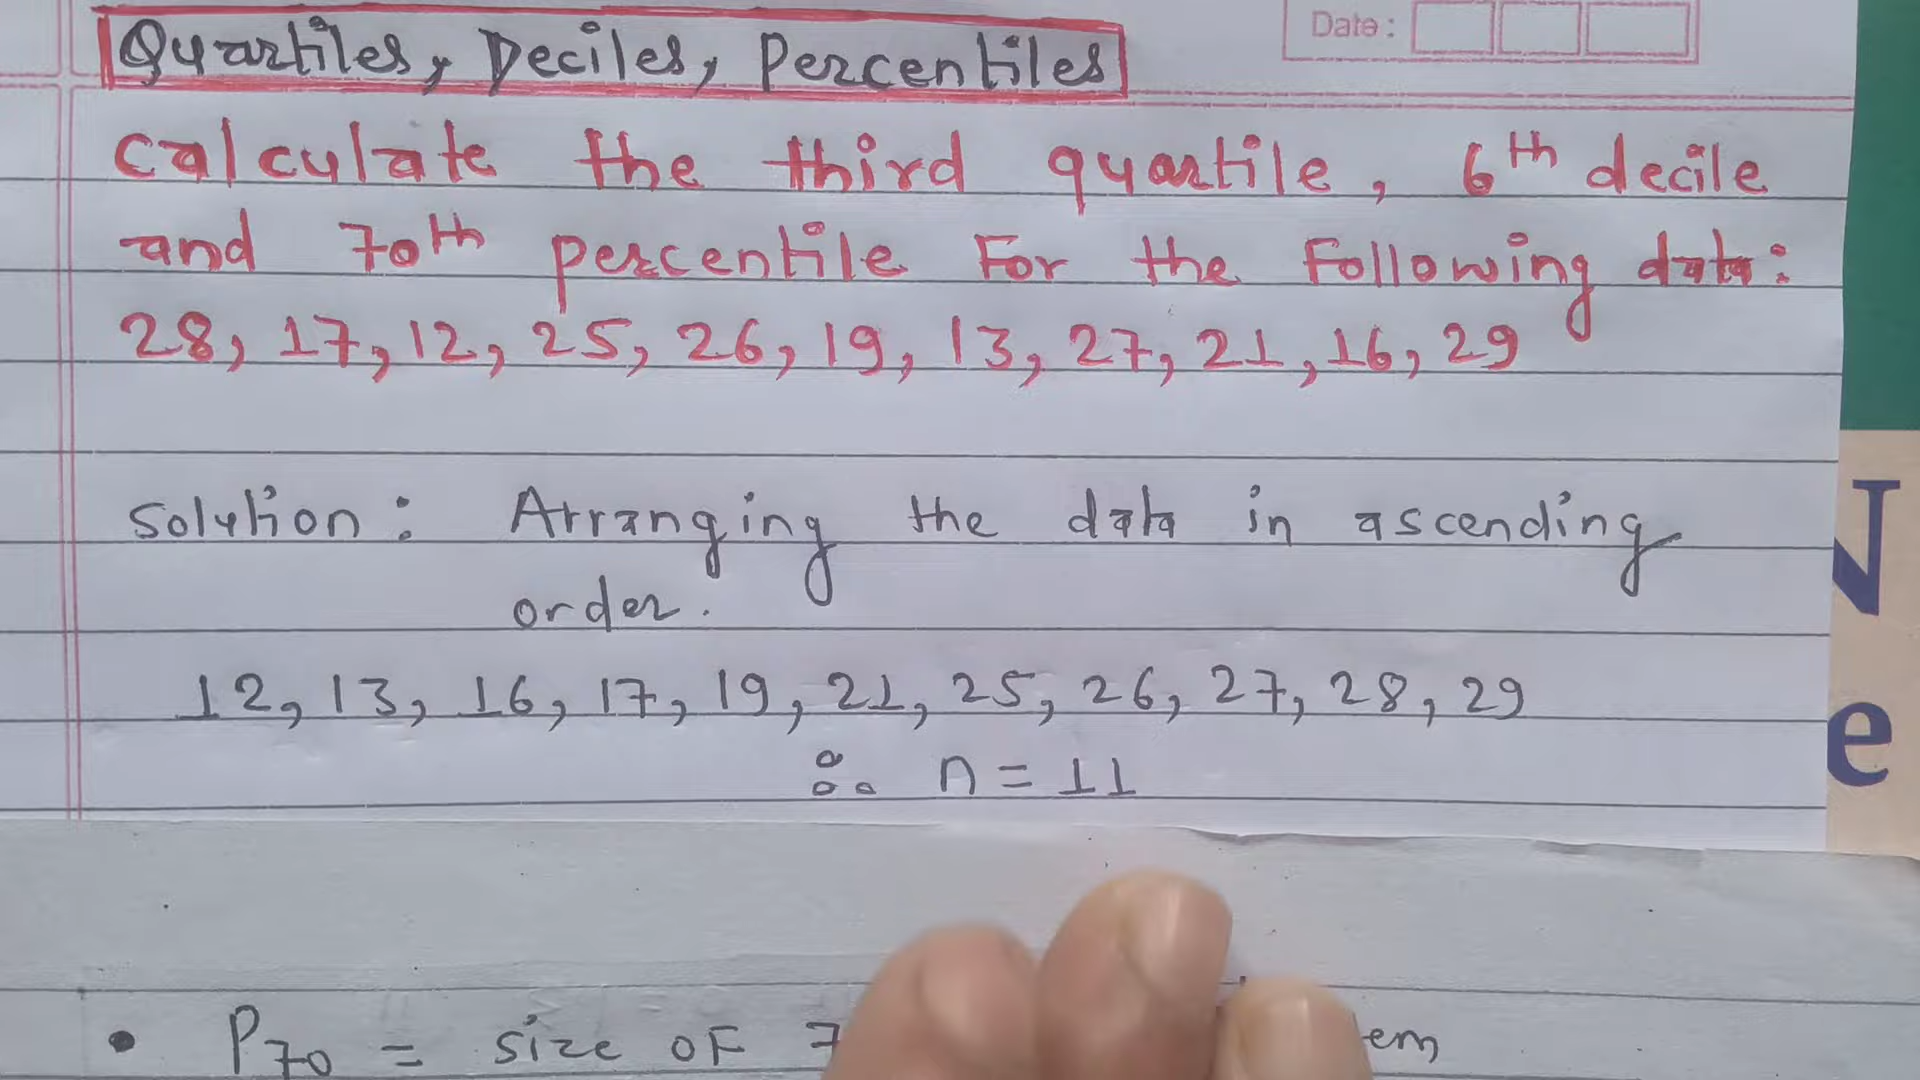 Date :
Quartiles, Deciles, Percentiles
calculate the third quartile, 6th decile
and 70th percentile For the Following data:
28, 17, 12, 25, 26, 19, 13, 27, 21, 16, 29
Solution : Arranging the data in ascending
order.
12, 13, 16, 17, 19, 21, 25, 26, 27, 28, 29
∴ n = 11
• P70 = size of 7 em
N
e